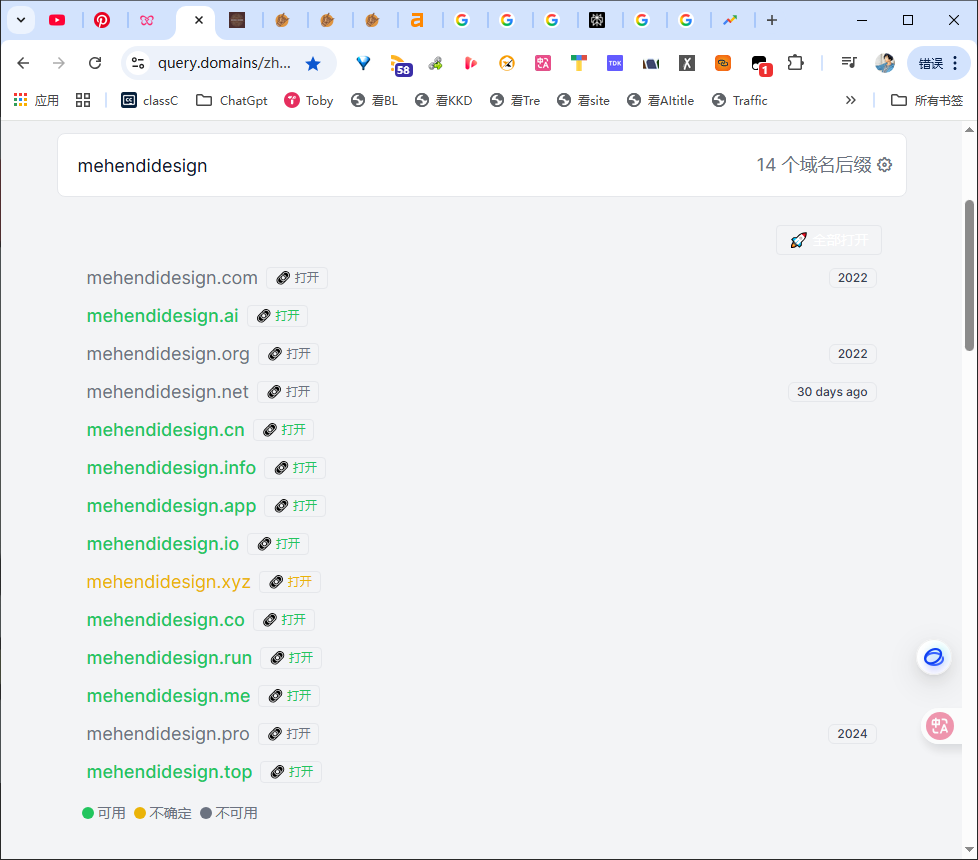 query.domains/zh...
58
TDK
1
错误
应用
classC
ChatGpt
Toby
看BL
看KKD
看Tre
看site
看AItitle
Traffic
所有书签
mehendidesign
14 个域名后缀
全部打开
mehendidesign.com 打开 2022
mehendidesign.ai 打开
mehendidesign.org 打开 2022
mehendidesign.net 打开 30 days ago
mehendidesign.cn 打开
mehendidesign.info 打开
mehendidesign.app 打开
mehendidesign.io 打开
mehendidesign.xyz 打开
mehendidesign.co 打开
mehendidesign.run 打开
mehendidesign.me 打开
mehendidesign.pro 打开 2024
mehendidesign.top 打开
可用 不确定 不可用